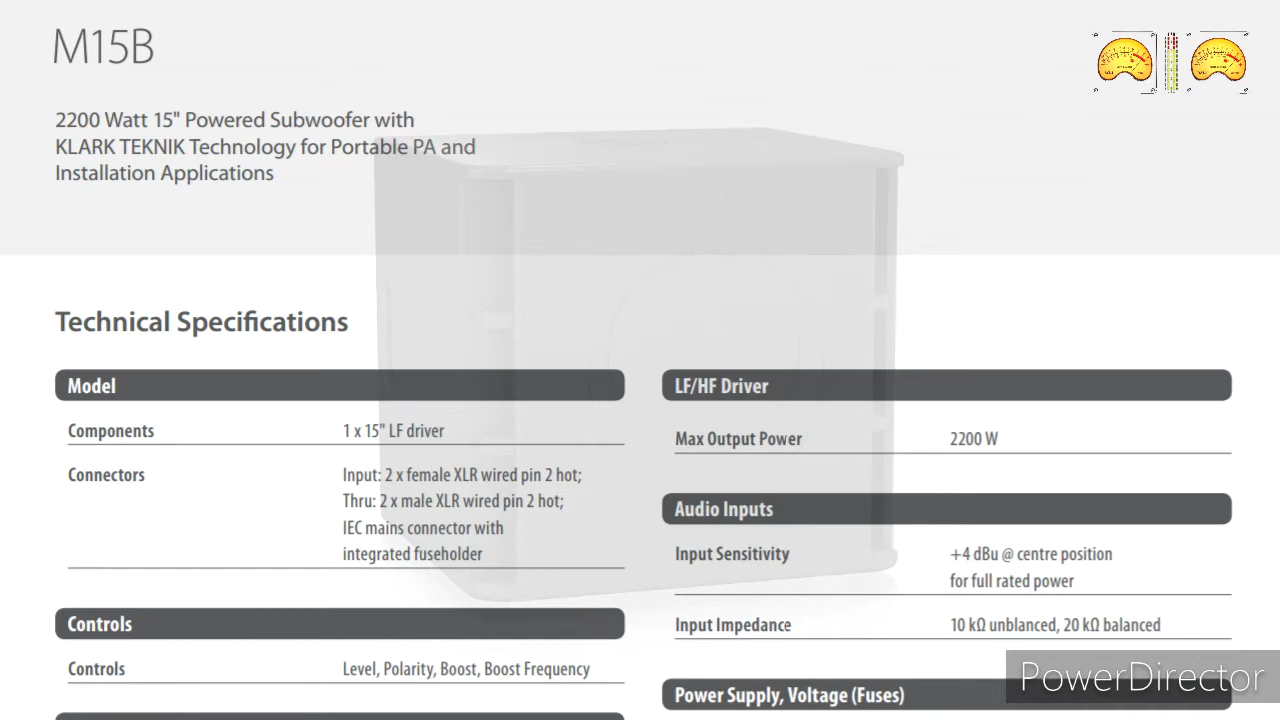 M15B
2200 Watt 15" Powered Subwoofer with
KLARK TEKNIK Technology for Portable PA and
Installation Applications
Technical Specifications
Model
Components 1 x 15" LF driver
Connectors Input: 2 x female XLR wired pin 2 hot;
Thru: 2 x male XLR wired pin 2 hot;
IEC mains connector with
integrated fuseholder
Controls
Controls Level, Polarity, Boost, Boost Frequency
LF/HF Driver
Max Output Power 2200 W
Audio Inputs
Input Sensitivity +4 dBu @ centre position
for full rated power
Input Impedance 10 kΩ unblanced, 20 kΩ balanced
Power Supply, Voltage (Fuses)
PowerDirector